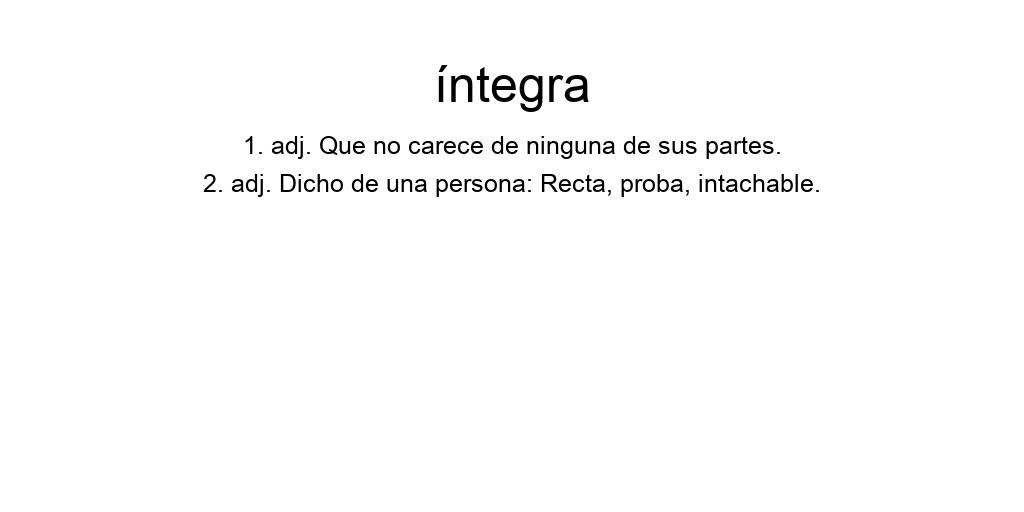 íntegra
1. adj. Que no carece de ninguna de sus partes.
2. adj. Dicho de una persona: Recta, proba, intachable.